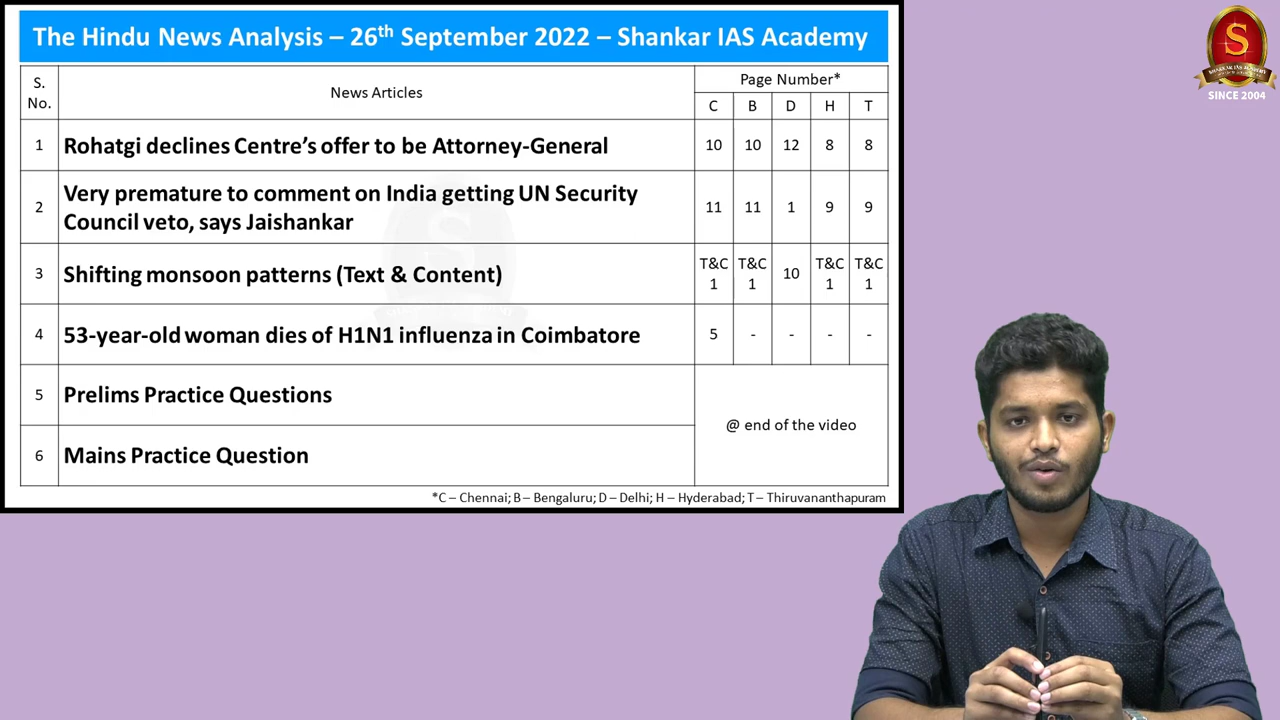 The Hindu News Analysis – 26th September 2022 – Shankar IAS Academy
S. No.
News Articles
Page Number*
C B D H T
1 Rohatgi declines Centre's offer to be Attorney-General 10 10 12 8 8
2 Very premature to comment on India getting UN Security
Council veto, says Jaishankar 11 11 1 9 9
3 Shifting monsoon patterns (Text & Content) T&C 1 T&C 1 10 T&C 1 T&C 1
4 53-year-old woman dies of H1N1 influenza in Coimbatore 5 - - - -
5 Prelims Practice Questions
@ end of the video
6 Mains Practice Question
*C – Chennai; B – Bengaluru; D – Delhi; H – Hyderabad; T – Thiruvananthapuram
S
SINCE 2004